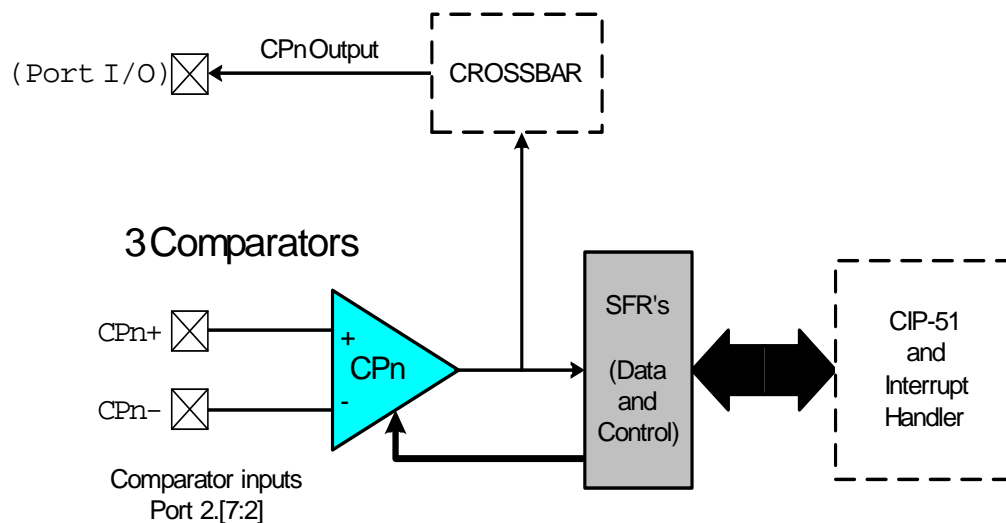 CPn Output
(Port I/O)
CROSSBAR
3 Comparators
CPn+
CPn-
+
CPn
-
SFR's
(Data
and
Control)
CIP-51
and
Interrupt
Handler
Comparator inputs
Port 2.[7:2]